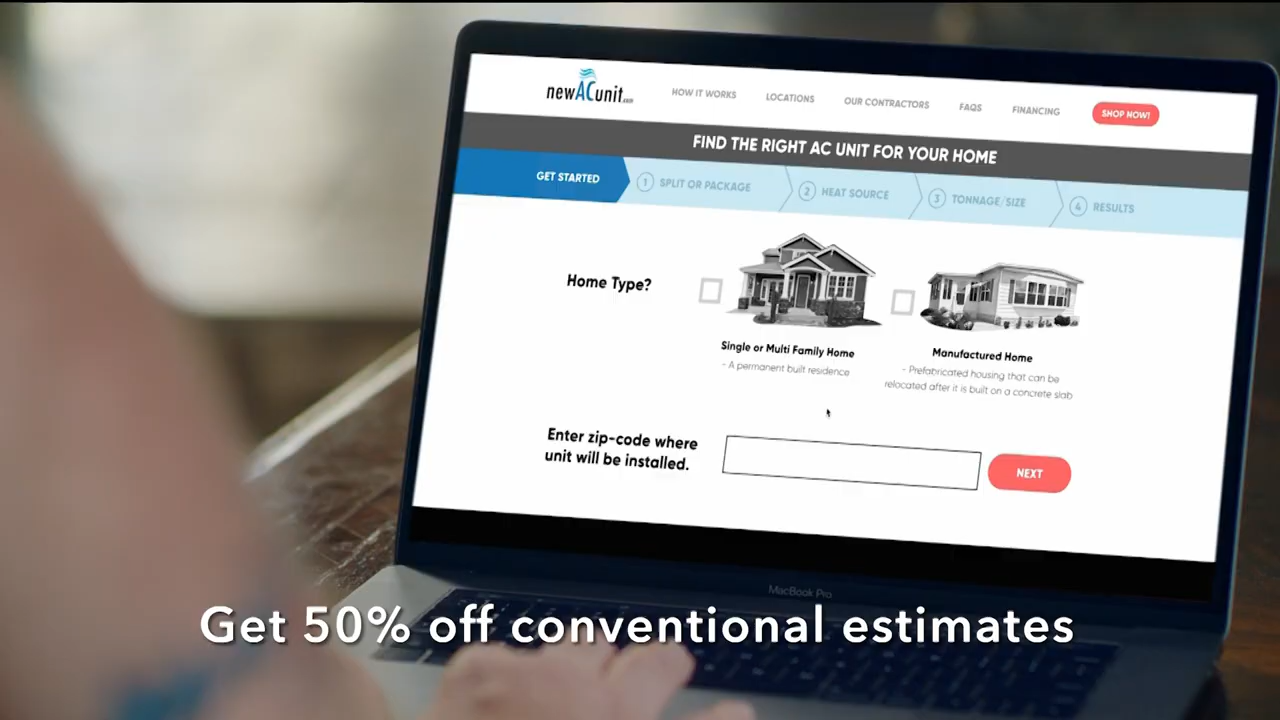 newACunit.com
HOW IT WORKS
LOCATIONS
OUR CONTRACTORS
FAQS
FINANCING
SHOP NOW!
FIND THE RIGHT AC UNIT FOR YOUR HOME
GET STARTED
1 SPLIT OR PACKAGE
2 HEAT SOURCE
3 TONNAGE/SIZE
4 RESULTS
Home Type?
Single or Multi Family Home
- A permanent built residence
Manufactured Home
- Prefabricated housing that can be
relocated after it is built on a concrete slab
Enter zip-code where
unit will be installed.
NEXT
MacBook Pro
Get 50% off conventional estimates